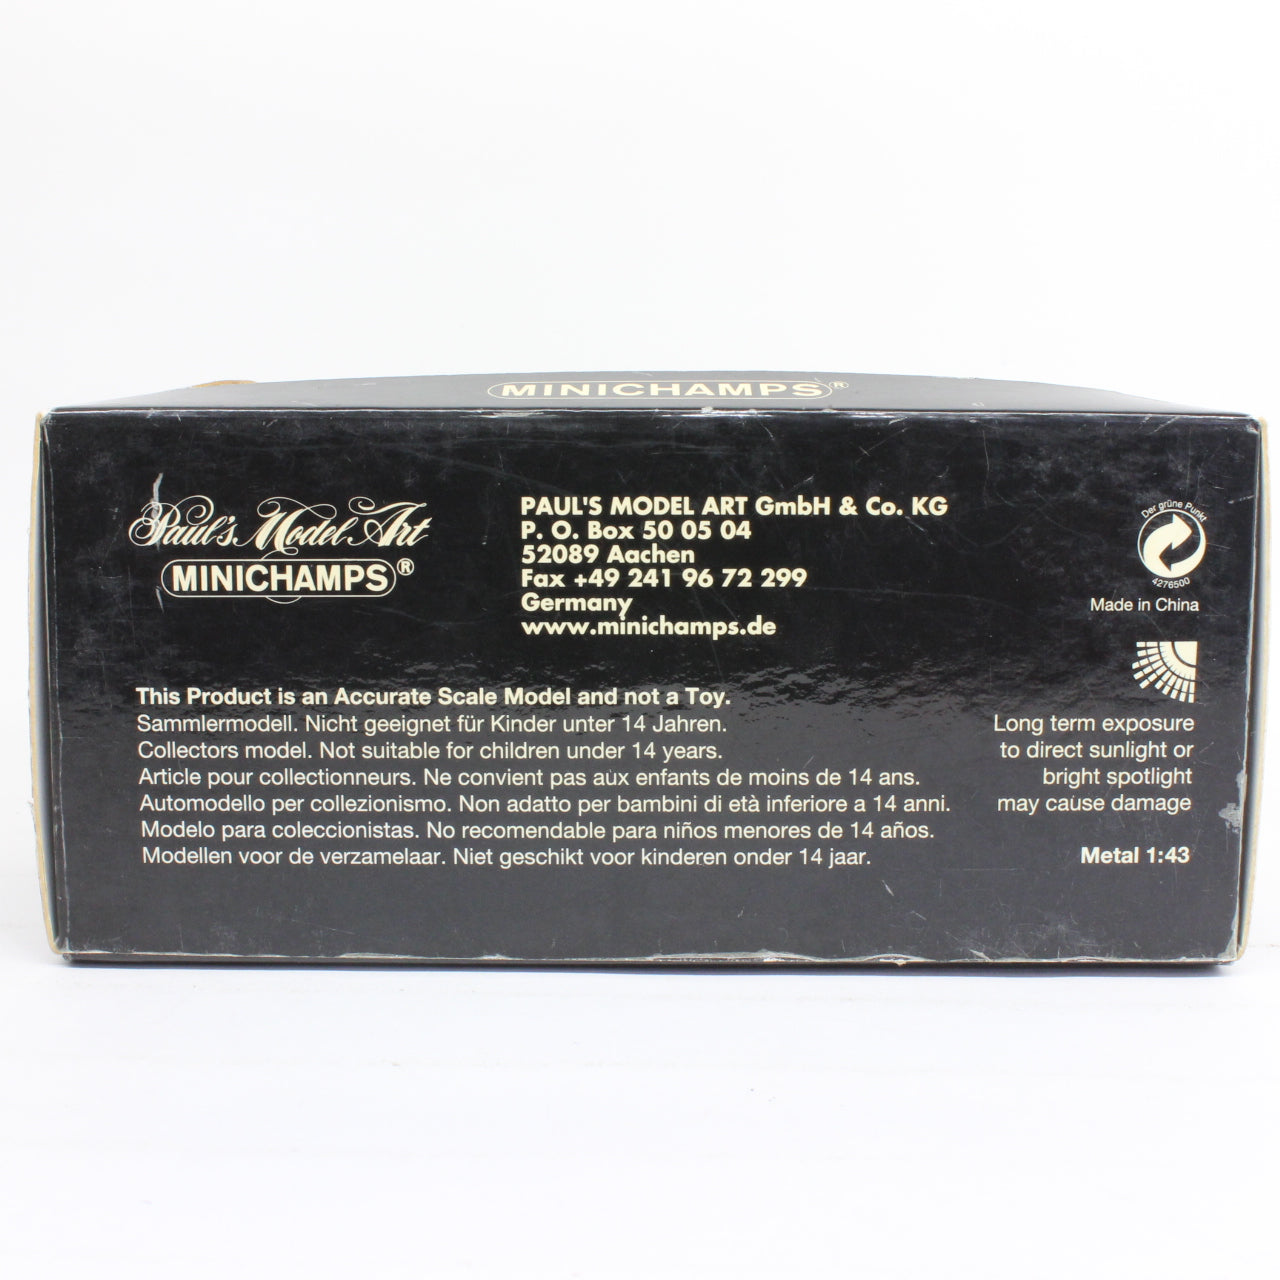 MINICHAMPS®
Paul's Model Art
MINICHAMPS®
PAUL'S MODEL ART GmbH & Co. KG
P. O. Box 50 05 04
52089 Aachen
Fax +49 241 96 72 299
Germany
www.minichamps.de
Der grüne Punkt
4276500
Made in China
This Product is an Accurate Scale Model and not a Toy.
Sammlermodell. Nicht geeignet für Kinder unter 14 Jahren.
Collectors model. Not suitable for children under 14 years.
Article pour collectionneurs. Ne convient pas aux enfants de moins de 14 ans.
Automodello per collezionismo. Non adatto per bambini di età inferiore a 14 anni.
Modelo para coleccionistas. No recomendable para niños menores de 14 años.
Modellen voor de verzamelaar. Niet geschikt voor kinderen onder 14 jaar.
Long term exposure
to direct sunlight or
bright spotlight
may cause damage
Metal 1:43